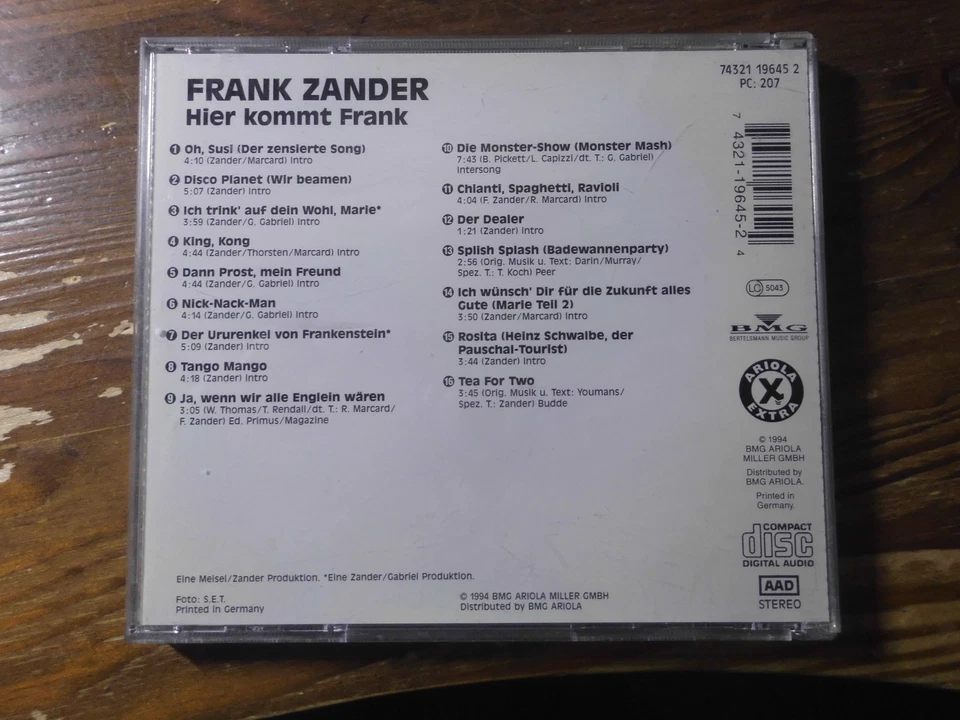 FRANK ZANDER
Hier kommt Frank
1 Oh, Susi (Der zensierte Song)
4:10 (Zander/Marcard) Intro
2 Disco Planet (Wir beamen)
5:07 (Zander) Intro
3 Ich trink' auf dein Wohl, Marie*
3:59 (Zander/G. Gabriel) Intro
4 King, Kong
4:44 (Zander/Thorsten/Marcard) Intro
5 Dann Prost, mein Freund
4:44 (Zander/G. Gabriel) Intro
6 Nick-Nack-Man
4:14 (Zander/G. Gabriel) Intro
7 Der Ururenkel von Frankenstein*
5:09 (Zander) Intro
8 Tango Mango
4:18 (Zander) Intro
9 Ja, wenn wir alle Englein wären
3:05 (W. Thomas/T. Rendall/dt. T.: R. Marcard/
F. Zander) Ed. Primus/Magazine
10 Die Monster-Show (Monster Mash)
7:43 (B. Pickett/L. Capizzi/dt. T.: G. Gabriel)
Intersong
11 Chianti, Spaghetti, Ravioli
4:04 (F. Zander/R. Marcard) Intro
12 Der Dealer
1:21 (Zander) Intro
13 Splish Splash (Badewannenparty)
2:56 (Orig. Musik u. Text: Darin/Murray/
Spez. T.: T. Koch) Peer
14 Ich wünsch' Dir für die Zukunft alles
Gute (Marie Teil 2)
3:50 (Zander/Marcard) Intro
15 Rosita (Heinz Schwalbe, der
Pauschal-Tourist)
3:44 (Zander) Intro
16 Tea For Two
3:45 (Orig. Musik u. Text: Youmans/
Spez. T.: Zander) Budde
74321 19645 2
PC: 207
7 4321-19645-2 4
LC 5043
BMG
BERTELSMANN MUSIC GROUP
ARIOLA
X
EXTRA
© 1994
BMG ARIOLA
MILLER GMBH
Distributed by
BMG ARIOLA.
Printed in
Germany.
COMPACT
disc
DIGITAL AUDIO
AAD
STEREO
Eine Meisel/Zander Produktion. *Eine Zander/Gabriel Produktion.
Foto: S.E.T.
Printed in Germany
© 1994 BMG ARIOLA MILLER GMBH
Distributed by BMG ARIOLA